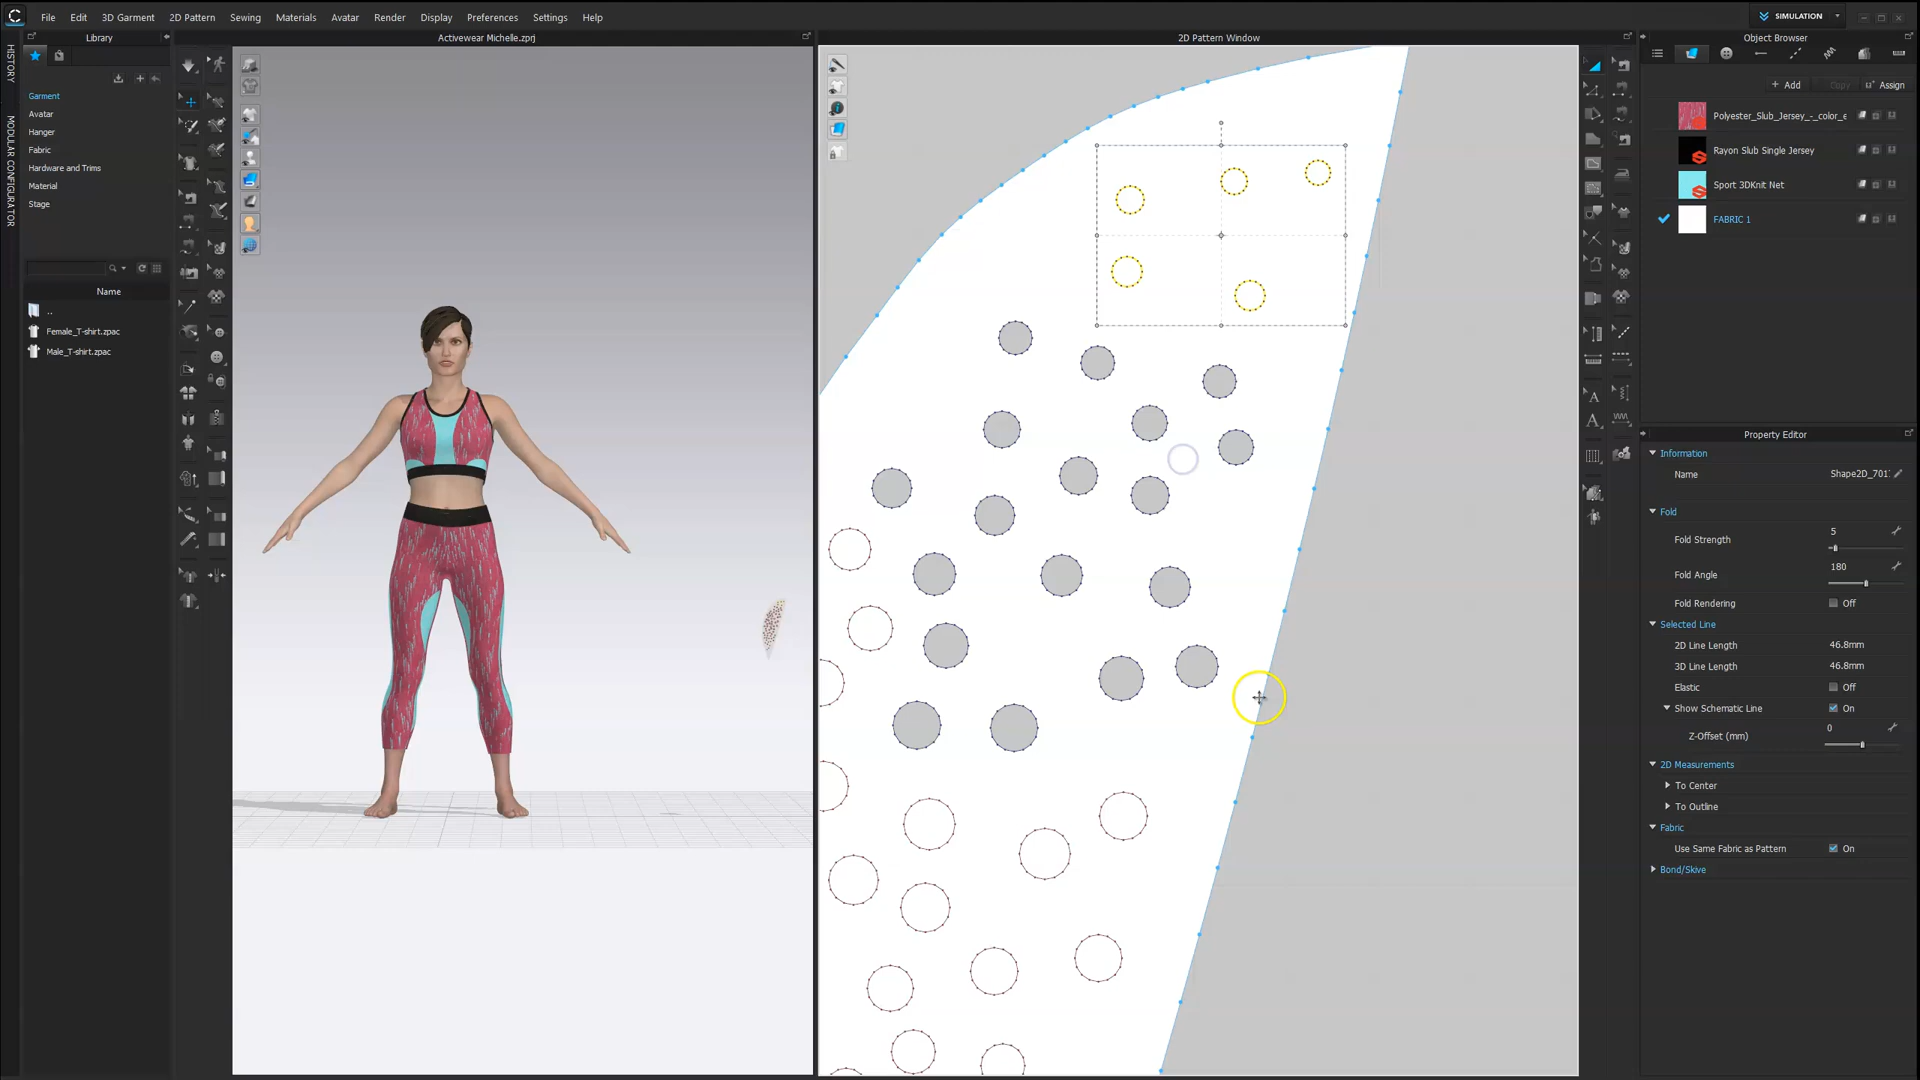 File Edit 3D Garment 2D Pattern Sewing Materials Avatar Render Display Preferences Settings Help
SIMULATION
Library
Activewear Michelle.zprj
2D Pattern Window
Object Browser
HISTORY
MODULAR CONFIGURATOR
Garment
Avatar
Hanger
Fabric
Hardware and Trims
Material
Stage
Name
..
Female_T-shirt.zpac
Male_T-shirt.zpac
Add
Copy
Assign
Polyester_Slub_Jersey_-_color_e
Rayon Slub Single Jersey
Sport 3DKnit Net
FABRIC 1
Property Editor
Information
Name Shape2D_701
Fold
Fold Strength 5
Fold Angle 180
Fold Rendering Off
Selected Line
2D Line Length 46.8mm
3D Line Length 46.8mm
Elastic Off
Show Schematic Line On
Z-Offset (mm) 0
2D Measurements
To Center
To Outline
Fabric
Use Same Fabric as Pattern On
Bond/Skive